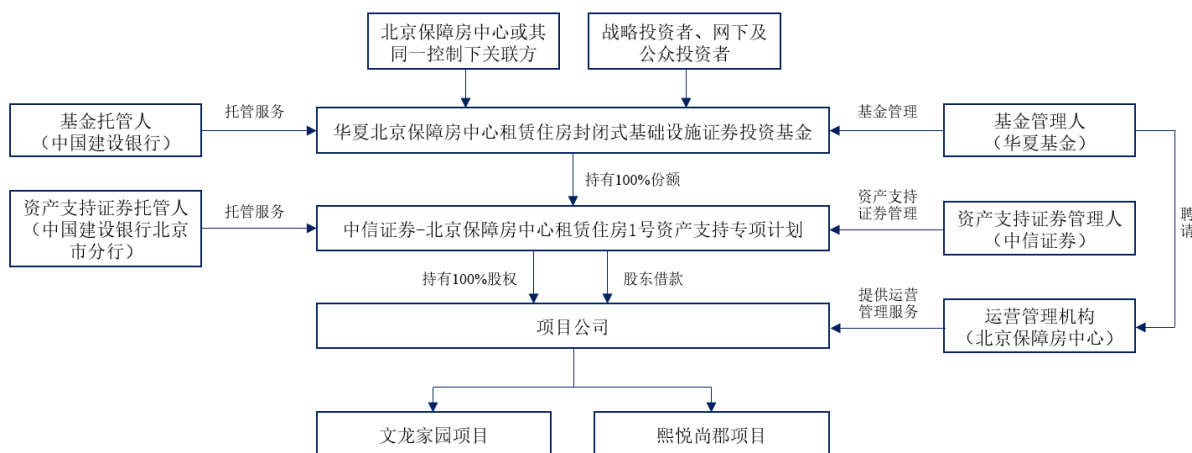 北京保障房中心或其
同一控制下关联方
战略投资者、网下及
公众投资者
基金托管人
（中国建设银行）
托管服务
华夏北京保障房中心租赁住房封闭式基础设施证券投资基金
基金管理
基金管理人
（华夏基金）
持有100%份额
资产支持证券托管人
（中国建设银行北京
市分行）
托管服务
中信证券-北京保障房中心租赁住房1号资产支持专项计划
资产支持
证券管理
资产支持证券管理人
（中信证券）
聘
请
持有100%股权
股东借款
项目公司
提供运营
管理服务
运营管理机构
（北京保障房中心）
文龙家园项目
熙悦尚郡项目